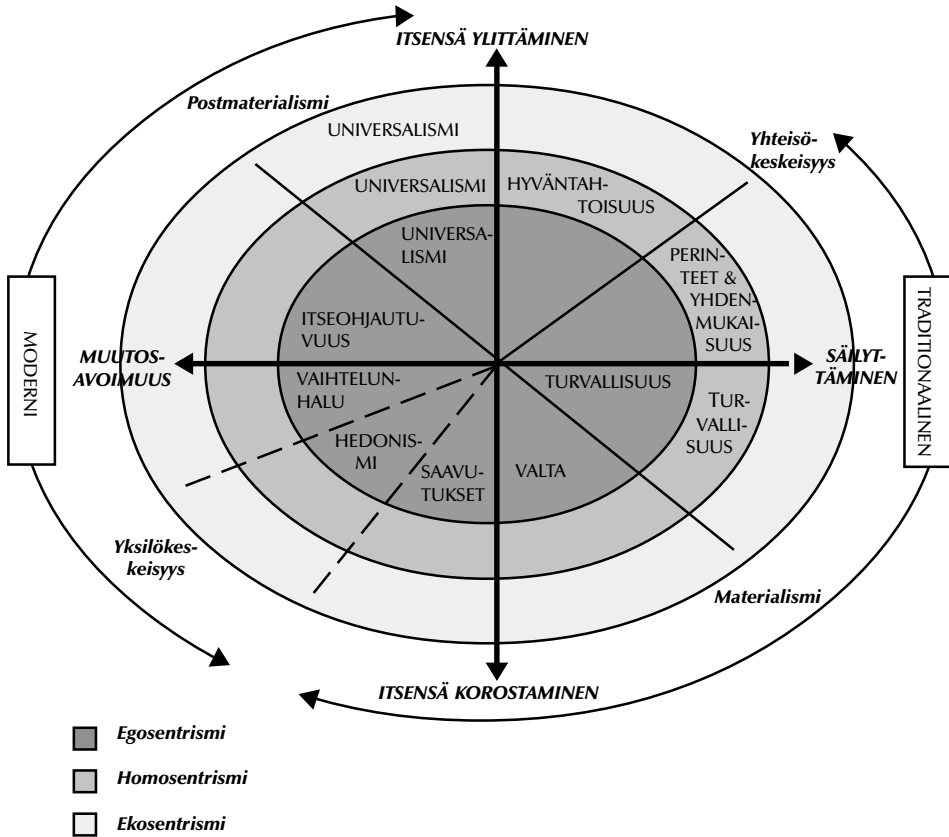 ITSENSÄ YLITTÄMINEN
Postmaterialismi
UNIVERSALISMI
Yhteisö-
keskeisyys
UNIVERSALISMI
HYVÄNTAH-
TOISUUS
UNIVERSA-
LISMI
PERIN-
TEET &
YHDEN-
MUKAI-
SUUS
ITSEOHJAUTU-
VUUS
MODERNI
MUUTOS-
AVOIMUUS
SÄILYT-
TÄMINEN
TRADITIONAALINEN
VAIHTELUN-
HALU
TURVALLISUUS
TUR-
VALLI-
SUUS
HEDONIS-
MI
SAAVU-
TUKSET
VALTA
Yksilökes-
keisyys
Materialismi
ITSENSÄ KOROSTAMINEN
Egosentrismi
Homosentrismi
Ekosentrismi